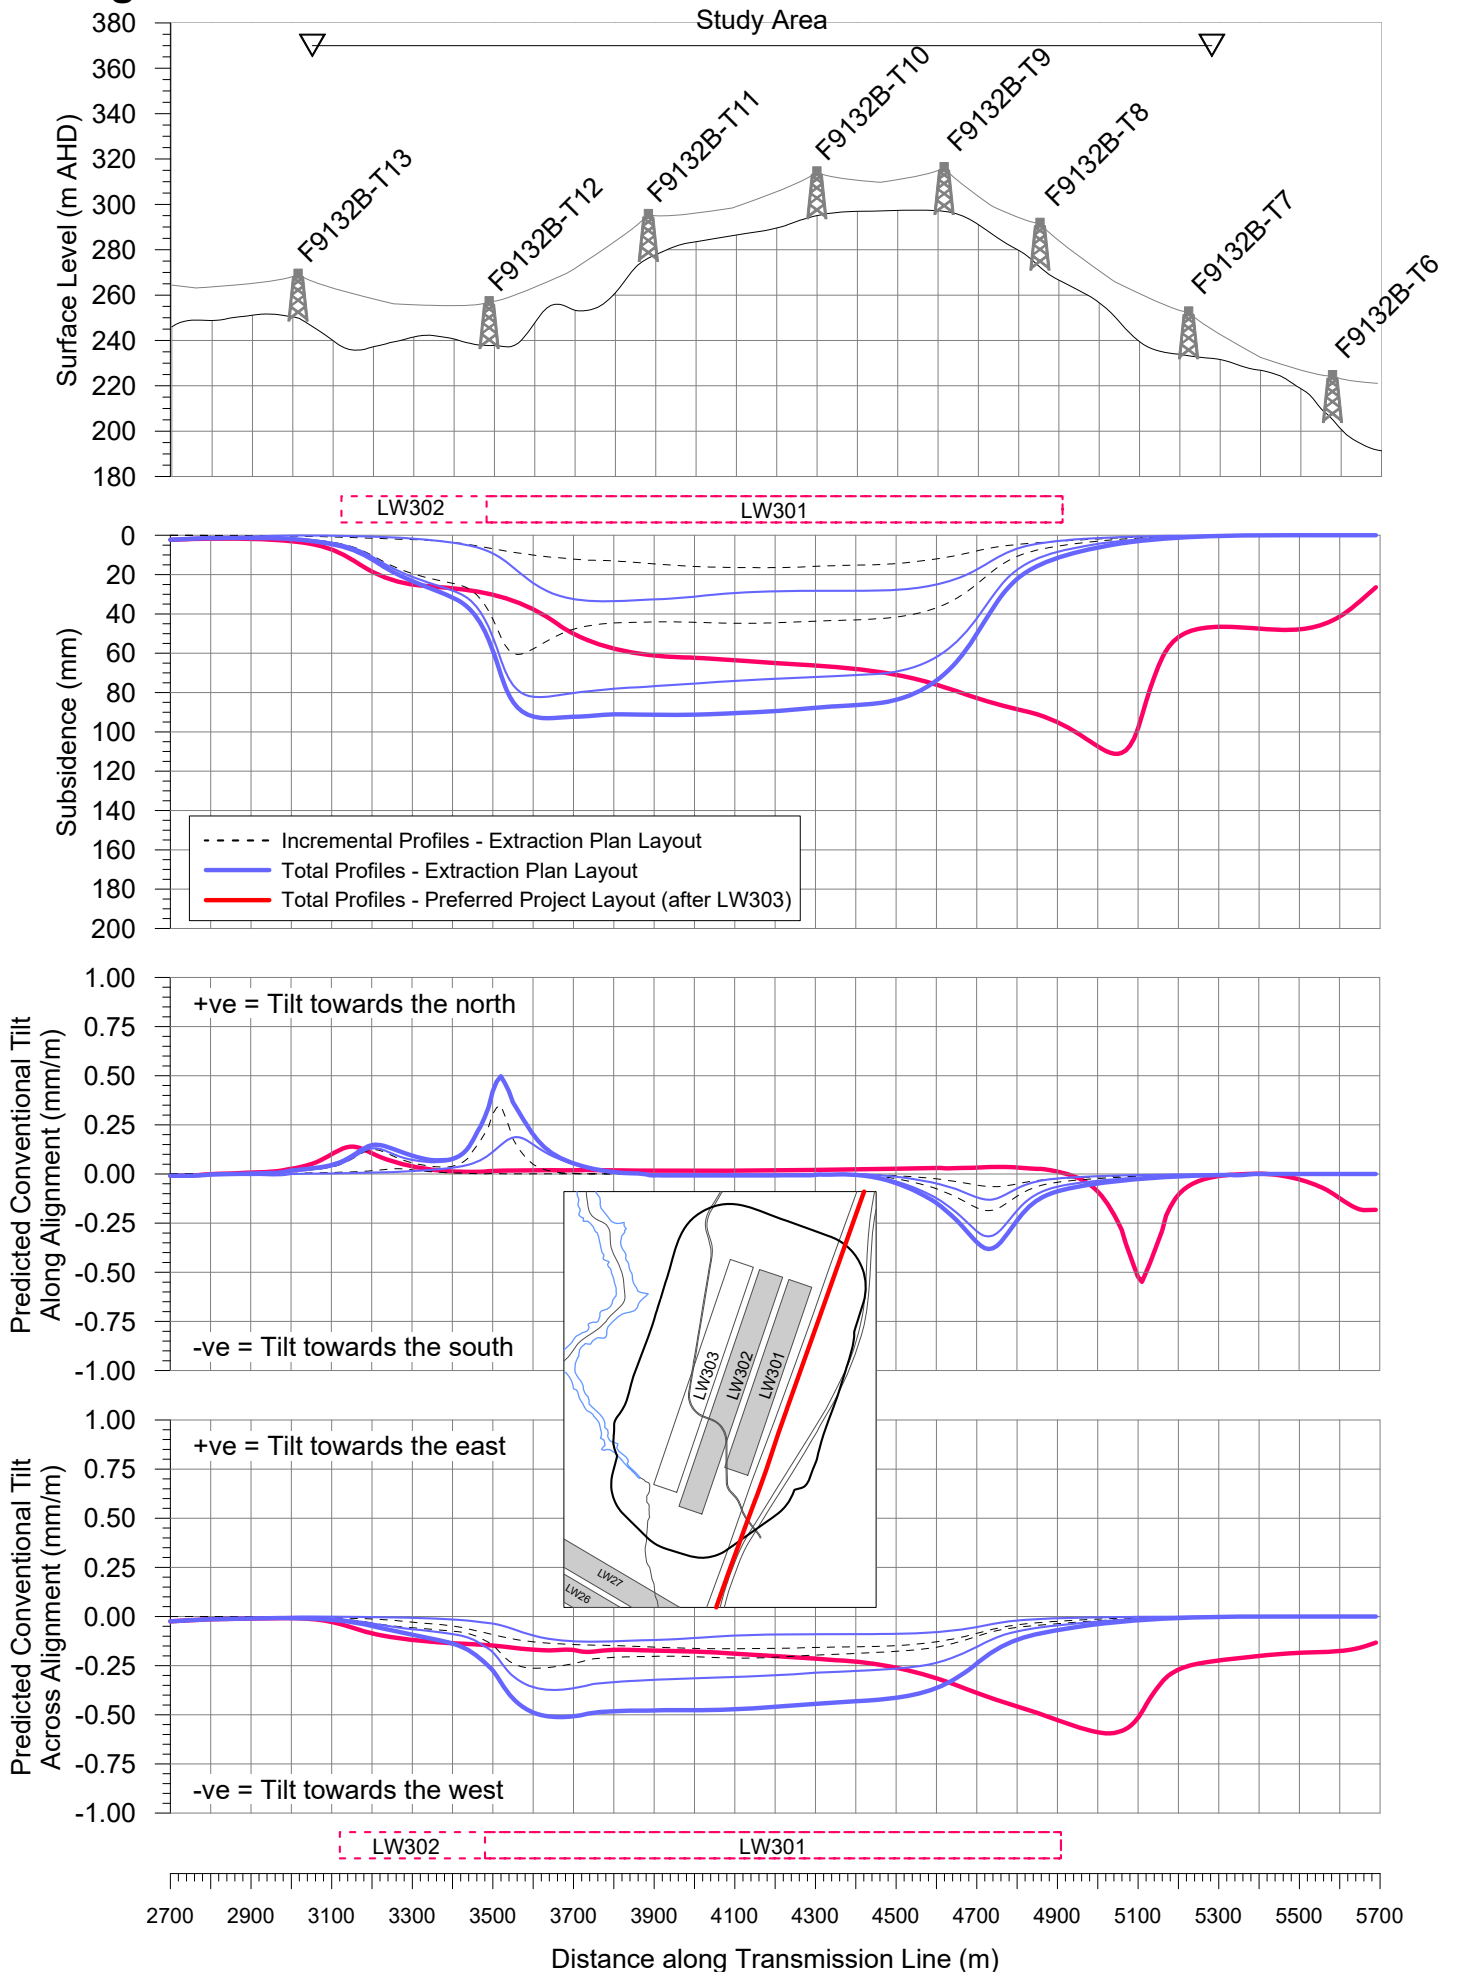 Study Area
380
360
340
320
300
280
260
240
220
200
180
Surface Level (m AHD)
F9132B-T13
F9132B-T12
F9132B-T11
F9132B-T10
F9132B-T9
F9132B-T8
F9132B-T7
F9132B-T6
LW302
LW301
0
20
40
60
80
100
120
140
160
180
200
Subsidence (mm)
Incremental Profiles - Extraction Plan Layout
Total Profiles - Extraction Plan Layout
Total Profiles - Preferred Project Layout (after LW303)
1.00
0.75
0.50
0.25
0.00
-0.25
-0.50
-0.75
-1.00
Predicted Conventional Tilt
Along Alignment (mm/m)
+ve = Tilt towards the north
-ve = Tilt towards the south
LW303
LW302
LW301
LW27
LW26
1.00
0.75
0.50
0.25
0.00
-0.25
-0.50
-0.75
-1.00
Predicted Conventional Tilt
Across Alignment (mm/m)
+ve = Tilt towards the east
-ve = Tilt towards the west
LW302
LW301
2700 2900 3100 3300 3500 3700 3900 4100 4300 4500 4700 4900 5100 5300 5500 5700
Distance along Transmission Line (m)